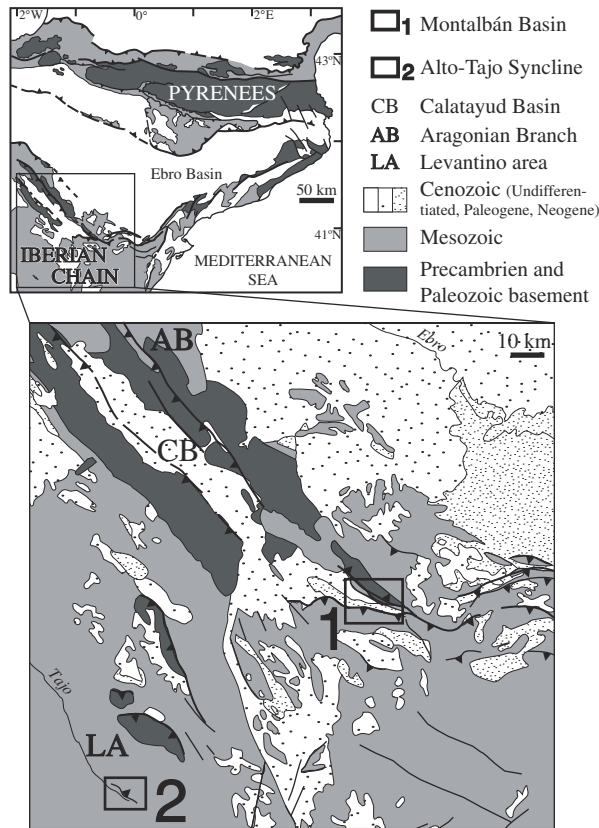 2°W 0° 2°E
43°N
PYRENEES
Ebro Basin
50 km
41°N
IBERIAN
CHAIN
MEDITERRANEAN
SEA
1 Montalbán Basin
2 Alto-Tajo Syncline
CB Calatayud Basin
AB Aragonian Branch
LA Levantino area
Cenozoic (Undifferen-
tiated, Paleogene, Neogene)
Mesozoic
Precambrien and
Paleozoic basement
AB
Ebro
10 km
CB
1
Tajo
LA
2